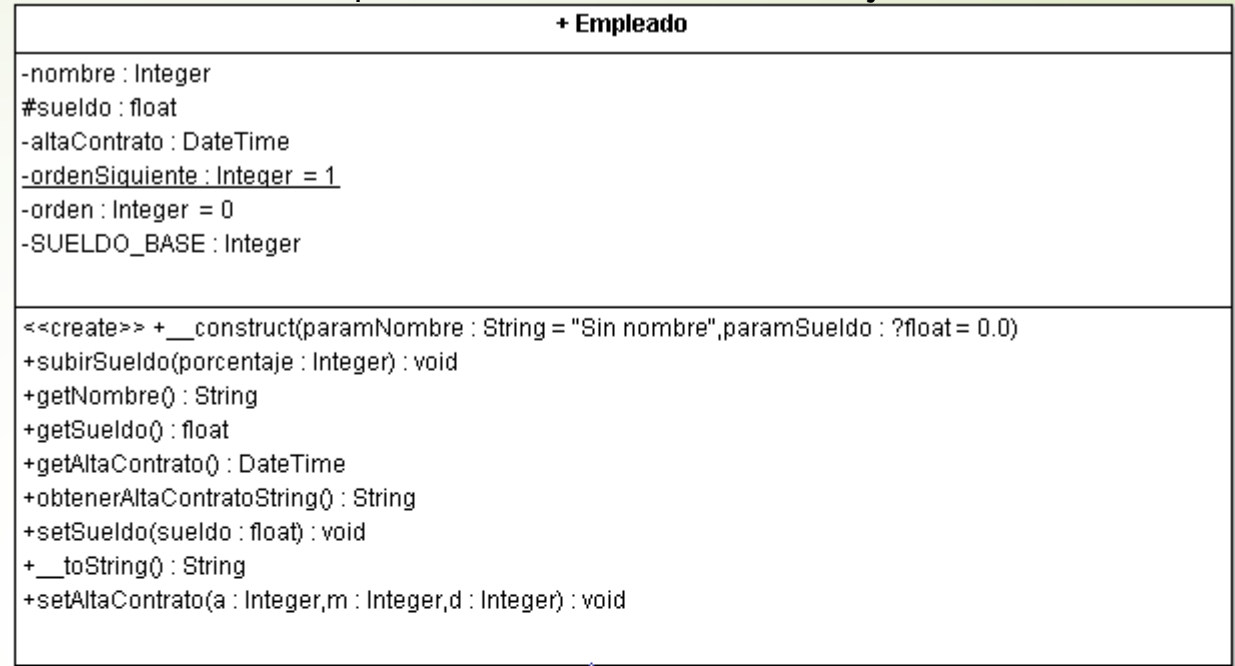 + Empleado
-nombre : Integer
#sueldo : float
-altaContrato : DateTime
-ordenSiguiente : Integer = 1
-orden : Integer = 0
-SUELDO_BASE : Integer
<<create>> +__construct(paramNombre : String = "Sin nombre",paramSueldo : ?float = 0.0)
+subirSueldo(porcentaje : Integer) : void
+getNombre() : String
+getSueldo() : float
+getAltaContrato() : DateTime
+obtenerAltaContratoString() : String
+setSueldo(sueldo : float) : void
+__toString() : String
+setAltaContrato(a : Integer,m : Integer,d : Integer) : void